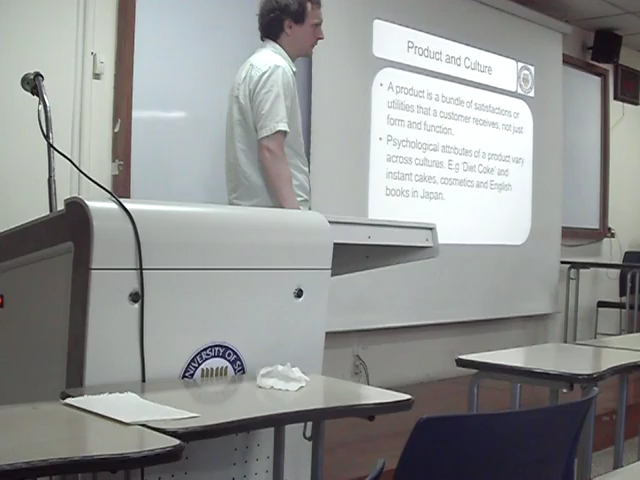 Product and Culture
• A product is a bundle of satisfactions or
utilities that a customer receives, not just
form and function.
• Psychological attributes of a product vary
across cultures. E.g 'Diet Coke' and
instant cakes, cosmetics and English
books in Japan.
UNIVERSITY OF